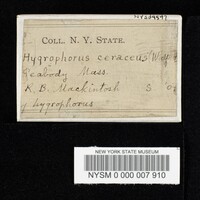 COLL. N. Y. STATE.
Hygrophorus ceraceus
Peabody Mass.
R. B. Mackintosh S
Hygrophorus
NEW YORK STATE MUSEUM
NYSM 0 000 007 910